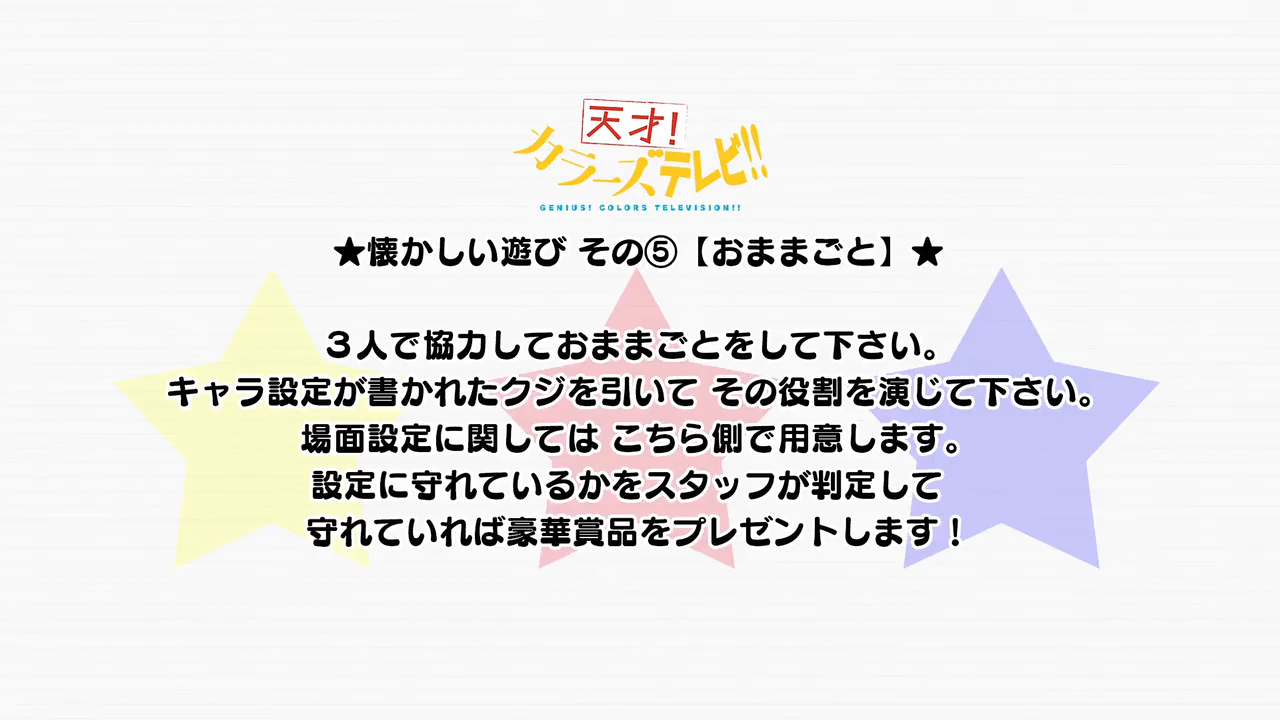 天才!
カラーズテレビ!!
GENIUS! COLORS TELEVISION!!
★懐かしい遊び その⑤【おままごと】★
３人で協力しておままごとをして下さい。
キャラ設定が書かれたクジを引いて その役割を演じて下さい。
場面設定に関しては こちら側で用意します。
設定に守れているかをスタッフが判定して
守れていれば豪華賞品をプレゼントします！